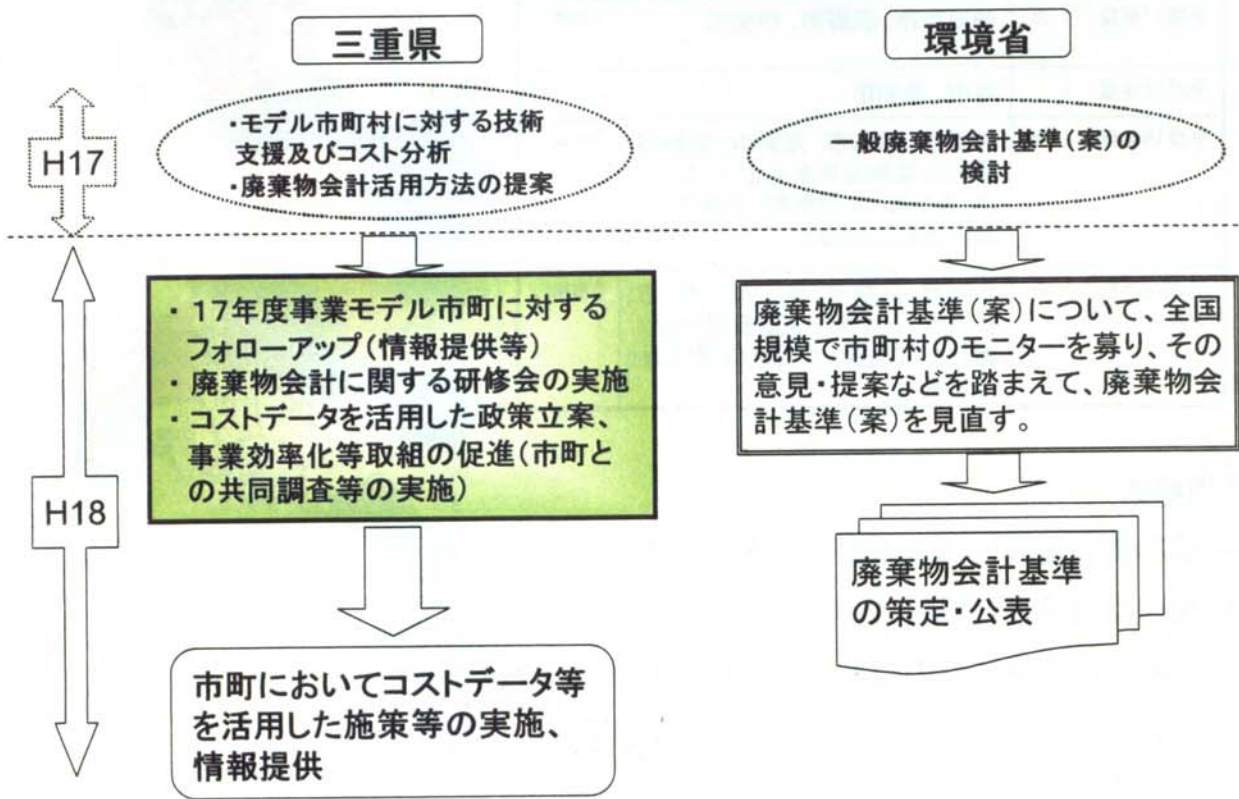 三重県
環境省
H17
・モデル市町村に対する技術
支援及びコスト分析
・廃棄物会計活用方法の提案
一般廃棄物会計基準(案)の
検討
H18
・ 17年度事業モデル市町に対する
フォローアップ(情報提供等)
・ 廃棄物会計に関する研修会の実施
・ コストデータを活用した政策立案、
事業効率化等取組の促進(市町と
の共同調査等の実施)
廃棄物会計基準(案)について、全国
規模で市町村のモニターを募り、その
意見・提案などを踏まえて、廃棄物会
計基準(案)を見直す。
廃棄物会計基準
の策定・公表
市町においてコストデータ等
を活用した施策等の実施、
情報提供